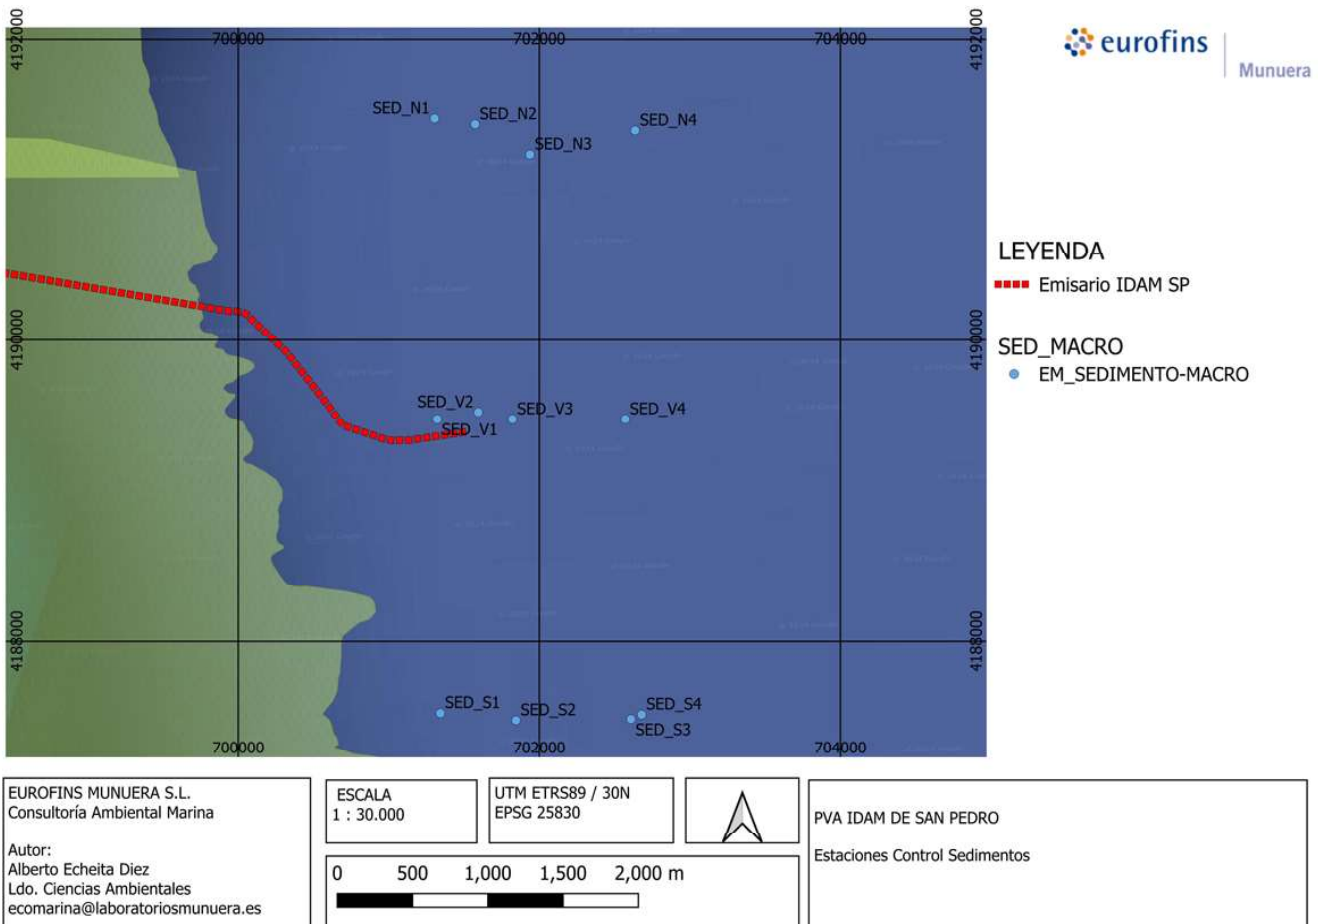 4192000
700000
702000
704000
4192000
eurofins
Munuera
SED_N1
SED_N2
SED_N4
SED_N3
LEYENDA
Emisario IDAM SP
4190000
4190000
SED_MACRO
EM_SEDIMENTO-MACRO
SED_V2
SED_V3
SED_V4
SED_V1
4188000
4188000
SED_S1
SED_S2
SED_S4
SED_S3
700000
702000
704000
EUROFINS MUNUERA S.L.
Consultoría Ambiental Marina
Autor:
Alberto Echeita Diez
Ldo. Ciencias Ambientales
ecomarina@laboratoriosmunuera.es
ESCALA
1 : 30.000
UTM ETRS89 / 30N
EPSG 25830
0 500 1,000 1,500 2,000 m
PVA IDAM DE SAN PEDRO
Estaciones Control Sedimentos